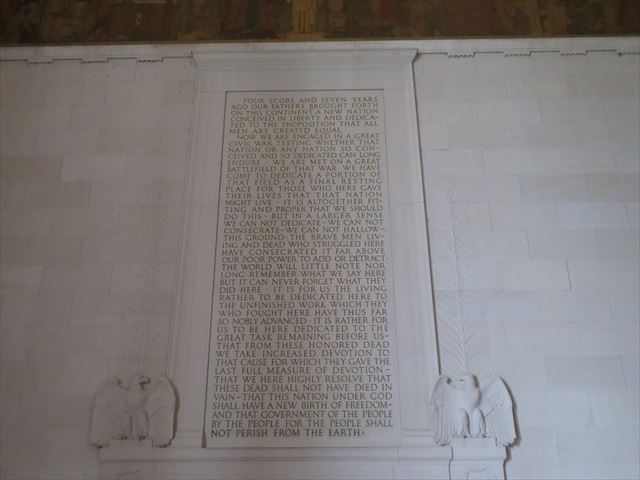 FOUR SCORE AND SEVEN YEARS
AGO OUR FATHERS BROUGHT FORTH
ON THIS CONTINENT A NEW NATION
CONCEIVED IN LIBERTY AND DEDICA-
TED TO THE PROPOSITION THAT ALL
MEN ARE CREATED EQUAL ·
NOW WE ARE ENGAGED IN A GREAT
CIVIL WAR TESTING WHETHER THAT
NATION OR ANY NATION SO CON-
CEIVED AND SO DEDICATED CAN LONG
ENDURE · WE ARE MET ON A GREAT
BATTLEFIELD OF THAT WAR · WE HAVE
COME TO DEDICATE A PORTION OF
THAT FIELD AS A FINAL RESTING
PLACE FOR THOSE WHO HERE GAVE
THEIR LIVES THAT THAT NATION
MIGHT LIVE · IT IS ALTOGETHER FIT-
TING AND PROPER THAT WE SHOULD
DO THIS · BUT IN A LARGER SENSE
WE CAN NOT DEDICATE–WE CAN NOT
CONSECRATE–WE CAN NOT HALLOW–
THIS GROUND · THE BRAVE MEN LIV-
ING AND DEAD WHO STRUGGLED HERE
HAVE CONSECRATED IT FAR ABOVE
OUR POOR POWER TO ADD OR DETRACT ·
THE WORLD WILL LITTLE NOTE NOR
LONG REMEMBER WHAT WE SAY HERE
BUT IT CAN NEVER FORGET WHAT THEY
DID HERE · IT IS FOR US THE LIVING
RATHER TO BE DEDICATED HERE TO
THE UNFINISHED WORK WHICH THEY
WHO FOUGHT HERE HAVE THUS FAR
SO NOBLY ADVANCED · IT IS RATHER FOR
US TO BE HERE DEDICATED TO THE
GREAT TASK REMAINING BEFORE US–
THAT FROM THESE HONORED DEAD
WE TAKE INCREASED DEVOTION TO
THAT CAUSE FOR WHICH THEY GAVE THE
LAST FULL MEASURE OF DEVOTION–
THAT WE HERE HIGHLY RESOLVE THAT
THESE DEAD SHALL NOT HAVE DIED IN
VAIN–THAT THIS NATION UNDER GOD
SHALL HAVE A NEW BIRTH OF FREEDOM–
AND THAT GOVERNMENT OF THE PEOPLE
BY THE PEOPLE FOR THE PEOPLE SHALL
NOT PERISH FROM THE EARTH ·